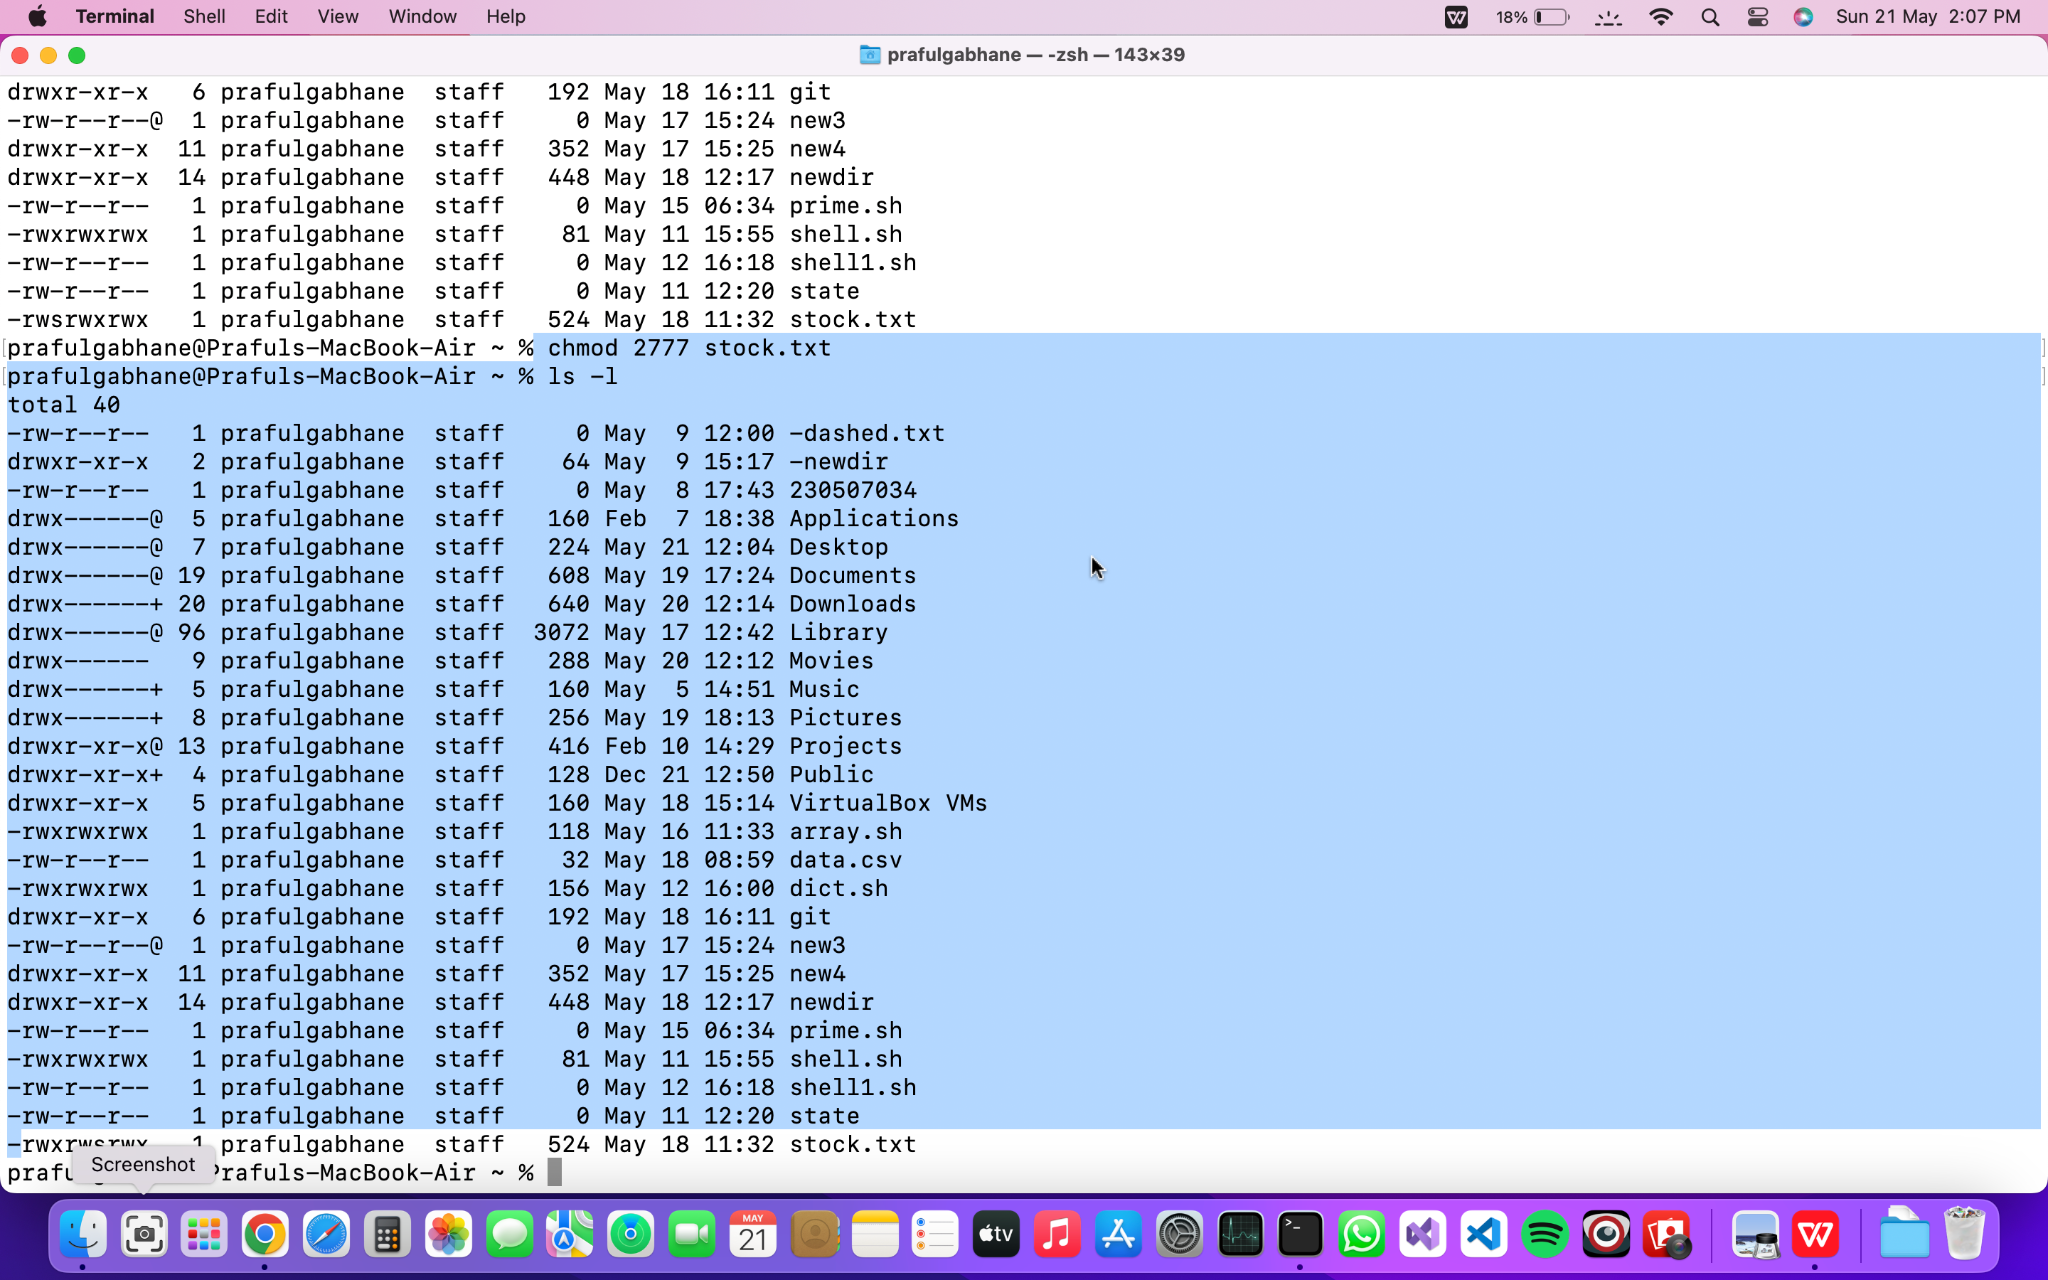 Terminal Shell Edit View Window Help 18% Sun 21 May 2:07 PM
prafulgabhane — -zsh — 143×39
drwxr-xr-x   6 prafulgabhane  staff   192 May 18 16:11 git
-rw-r--r--@  1 prafulgabhane  staff     0 May 17 15:24 new3
drwxr-xr-x  11 prafulgabhane  staff   352 May 17 15:25 new4
drwxr-xr-x  14 prafulgabhane  staff   448 May 18 12:17 newdir
-rw-r--r--   1 prafulgabhane  staff     0 May 15 06:34 prime.sh
-rwxrwxrwx   1 prafulgabhane  staff    81 May 11 15:55 shell.sh
-rw-r--r--   1 prafulgabhane  staff     0 May 12 16:18 shell1.sh
-rw-r--r--   1 prafulgabhane  staff     0 May 11 12:20 state
-rwsrwxrwx   1 prafulgabhane  staff   524 May 18 11:32 stock.txt
prafulgabhane@Prafuls-MacBook-Air ~ % chmod 2777 stock.txt
prafulgabhane@Prafuls-MacBook-Air ~ % ls -l
total 40
-rw-r--r--   1 prafulgabhane  staff     0 May  9 12:00 -dashed.txt
drwxr-xr-x   2 prafulgabhane  staff    64 May  9 15:17 -newdir
-rw-r--r--   1 prafulgabhane  staff     0 May  8 17:43 230507034
drwx------@  5 prafulgabhane  staff   160 Feb  7 18:38 Applications
drwx------@  7 prafulgabhane  staff   224 May 21 12:04 Desktop
drwx------@ 19 prafulgabhane  staff   608 May 19 17:24 Documents
drwx------+ 20 prafulgabhane  staff   640 May 20 12:14 Downloads
drwx------@ 96 prafulgabhane  staff  3072 May 17 12:42 Library
drwx------   9 prafulgabhane  staff   288 May 20 12:12 Movies
drwx------+  5 prafulgabhane  staff   160 May  5 14:51 Music
drwx------+  8 prafulgabhane  staff   256 May 19 18:13 Pictures
drwxr-xr-x@ 13 prafulgabhane  staff   416 Feb 10 14:29 Projects
drwxr-xr-x+  4 prafulgabhane  staff   128 Dec 21 12:50 Public
drwxr-xr-x   5 prafulgabhane  staff   160 May 18 15:14 VirtualBox VMs
-rwxrwxrwx   1 prafulgabhane  staff   118 May 16 11:33 array.sh
-rw-r--r--   1 prafulgabhane  staff    32 May 18 08:59 data.csv
-rwxrwxrwx   1 prafulgabhane  staff   156 May 12 16:00 dict.sh
drwxr-xr-x   6 prafulgabhane  staff   192 May 18 16:11 git
-rw-r--r--@  1 prafulgabhane  staff     0 May 17 15:24 new3
drwxr-xr-x  11 prafulgabhane  staff   352 May 17 15:25 new4
drwxr-xr-x  14 prafulgabhane  staff   448 May 18 12:17 newdir
-rw-r--r--   1 prafulgabhane  staff     0 May 15 06:34 prime.sh
-rwxrwxrwx   1 prafulgabhane  staff    81 May 11 15:55 shell.sh
-rw-r--r--   1 prafulgabhane  staff     0 May 12 16:18 shell1.sh
-rw-r--r--   1 prafulgabhane  staff     0 May 11 12:20 state
-rwxrwsrwx   1 prafulgabhane  staff   524 May 18 11:32 stock.txt
Screenshot
Prafuls-MacBook-Air ~ %
MAY
21
tv